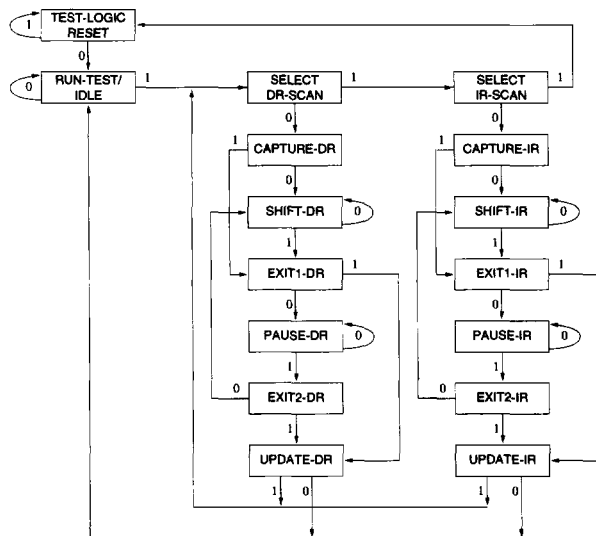 TEST-LOGIC
RESET
1
0
RUN-TEST/
IDLE
0
1
SELECT
DR-SCAN
1
SELECT
IR-SCAN
1
0
0
CAPTURE-DR
1
CAPTURE-IR
1
0
0
SHIFT-DR
0
SHIFT-IR
0
1
1
EXIT1-DR
1
EXIT1-IR
1
0
0
PAUSE-DR
0
PAUSE-IR
0
1
1
0
EXIT2-DR
0
EXIT2-IR
1
1
UPDATE-DR
UPDATE-IR
1
0
1
0